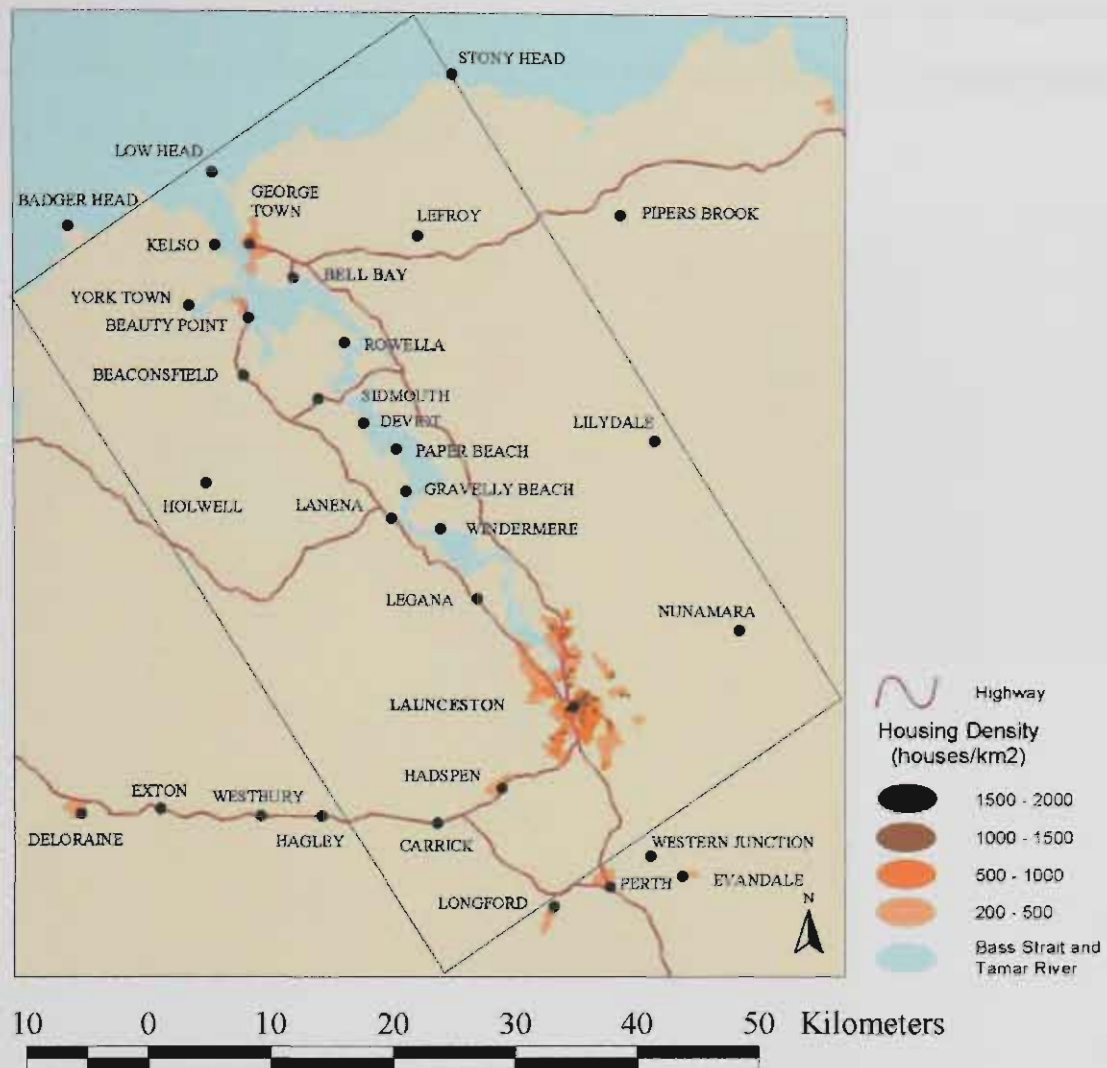 STONY HEAD
LOW HEAD
BADGER HEAD
GEORGE
TOWN
LEFROY
PIPERS BROOK
KELSO
BELL BAY
YORK TOWN
BEAUTY POINT
ROWELLA
BEACONSFIELD
SIDMOUTH
DEVIOT
LILYDALE
PAPER BEACH
GRAVELLY BEACH
HOLWELL
LANENA
WINDERMERE
LEGANA
NUNAMARA
LAUNCESTON
HADSPEN
EXTON
WESTBURY
DELORAINE
HAGLEY
CARRICK
WESTERN JUNCTION
PERTH
EVANDALE
LONGFORD
N
Highway
Housing Density
(houses/km2)
1500 - 2000
1000 - 1500
500 - 1000
200 - 500
Bass Strait and
Tamar River
10 0 10 20 30 40 50 Kilometers